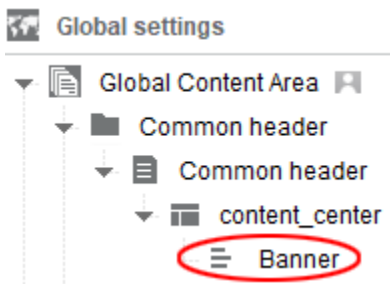 Global settings
Global Content Area
Common header
Common header
content_center
Banner